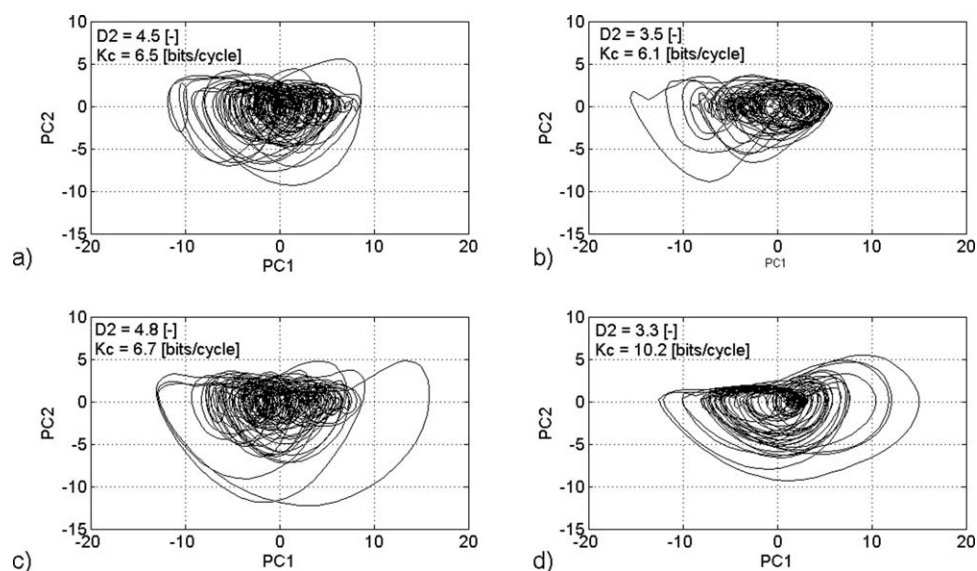 D2 = 4.5 [-]
Kc = 6.5 [bits/cycle]
10
5
0
-5
-10
-15
PC2
-20
-10
0
10
20
PC1
a)
D2 = 3.5 [-]
Kc = 6.1 [bits/cycle]
10
5
0
-5
-10
-15
PC2
-20
-10
0
10
20
PC1
b)
D2 = 4.8 [-]
Kc = 6.7 [bits/cycle]
10
5
0
-5
-10
-15
PC2
-20
-10
0
10
20
PC1
c)
D2 = 3.3 [-]
Kc = 10.2 [bits/cycle]
10
5
0
-5
-10
-15
PC2
-20
-10
0
10
20
PC1
d)